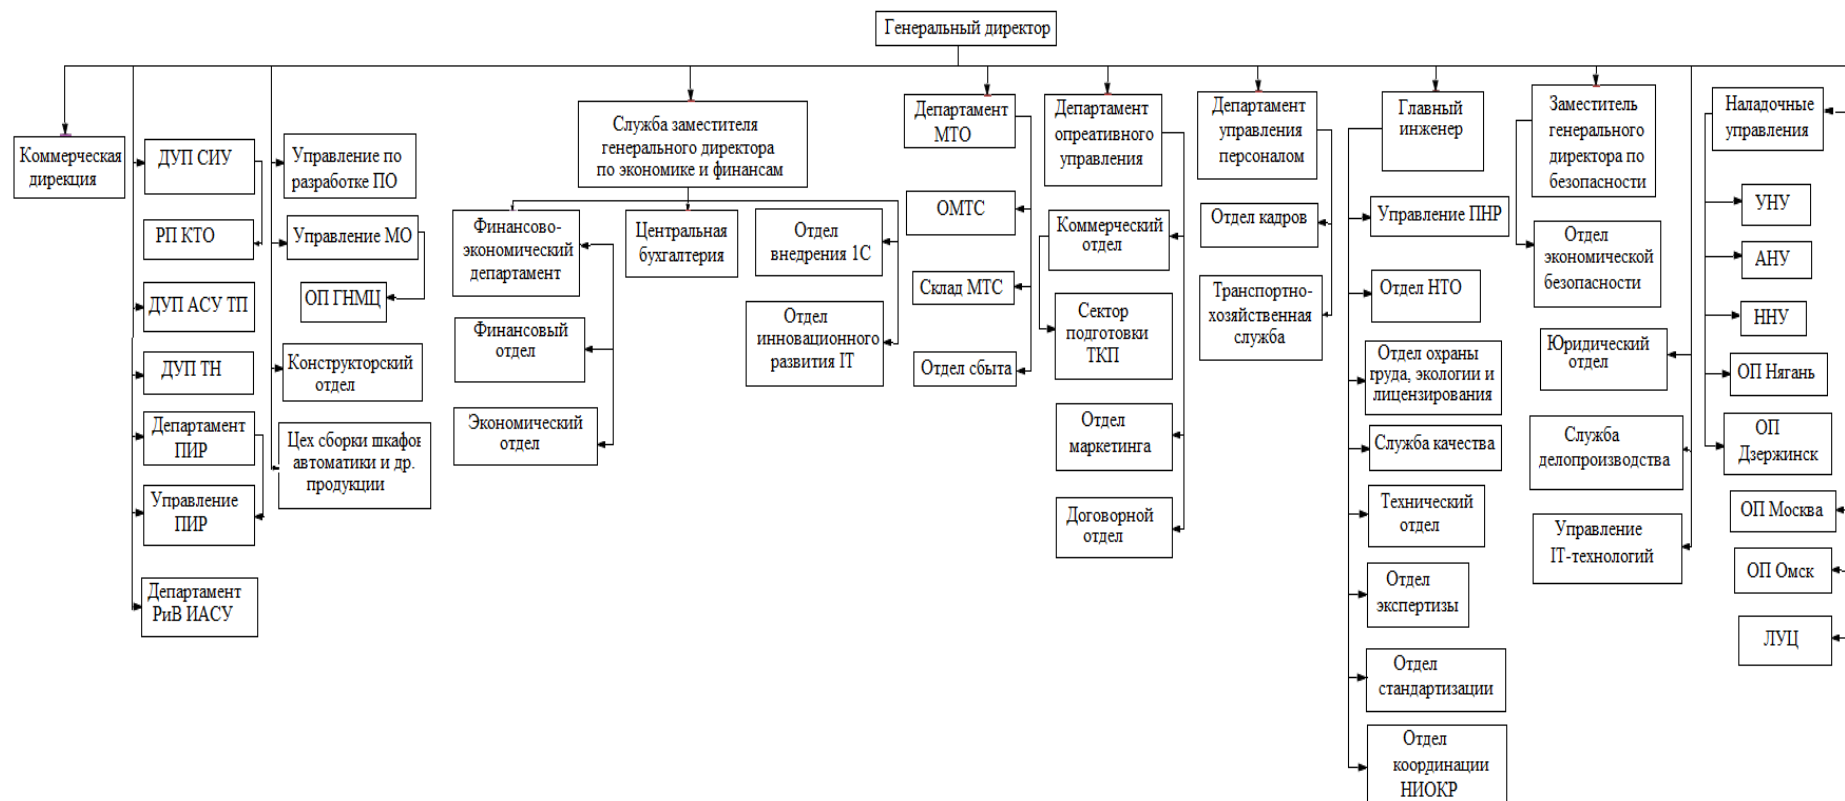 Генеральный директор
Коммерческая
дирекция
ДУП СИУ
РП КТО
ДУП АСУ ТП
ДУП ТН
Департамент
ПИР
Управление
ПИР
Департамент
РиВ ИАСУ
Управление по
разработке ПО
Управление МО
ОП ГНМЦ
Конструкторский
отдел
Цех сборки шкафов
автоматики и др.
продукции
Служба заместителя
генерального директора
по экономике и финансам
Финансово-
экономический
департамент
Финансовый
отдел
Экономический
отдел
Центральная
бухгалтерия
Отдел
внедрения 1С
Отдел
инновационного
развития IT
Департамент
МТО
ОМТС
Склад МТС
Отдел сбыта
Департамент
опреативного
управления
Коммерческий
отдел
Сектор
подготовки
ТКП
Отдел
маркетинга
Договорной
отдел
Департамент
управления
персоналом
Отдел кадров
Транспортно-
хозяйственная
служба
Главный
инженер
Управление ПНР
Отдел НТО
Отдел охраны
труда, экологии и
лицензирования
Служба качества
Технический
отдел
Отдел
экспертизы
Отдел
стандартизации
Отдел
координации
НИОКР
Заместитель
генерального
директора по
безопасности
Отдел
экономической
безопасности
Юридический
отдел
Служба
делопроизводства
Управление
IT-технологий
Наладочные
управления
УНУ
АНУ
ННУ
ОП Нягань
ОП
Дзержинск
ОП Москва
ОП Омск
ЛУЦ